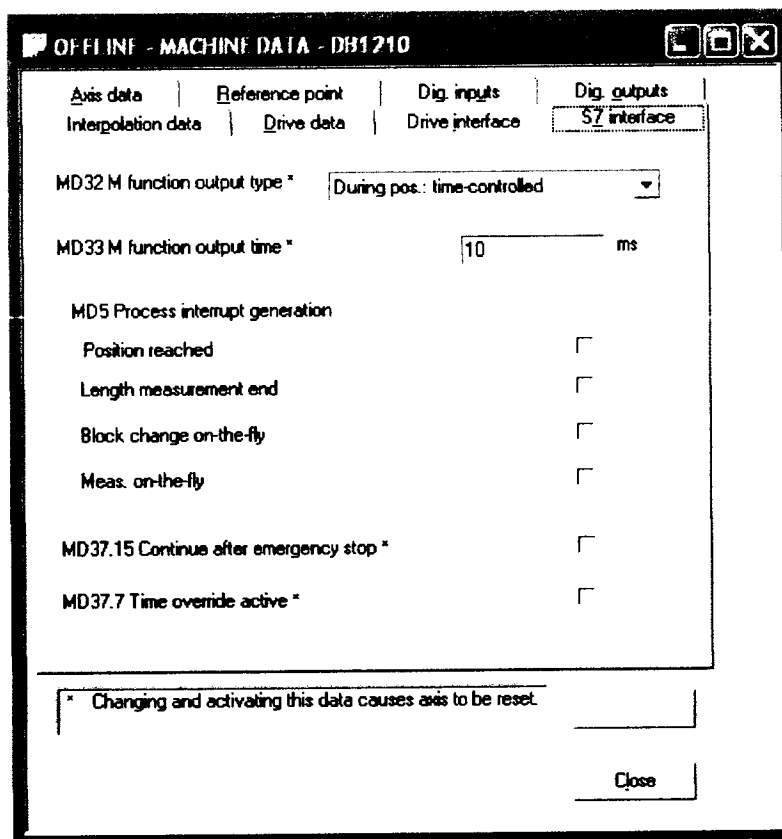 OFFLINE - MACHINE DATA - DB1210
Axis data | Reference point | Dig. inputs | Dig. outputs
Interpolation data | Drive data | Drive interface | S7 interface
MD32 M function output type * During pos.: time-controlled
MD33 M function output time * 10 ms
MD5 Process interrupt generation
Position reached
Length measurement end
Block change on-the-fly
Meas. on-the-fly
MD37.15 Continue after emergency stop *
MD37.7 Time override active *
* Changing and activating this data causes axis to be reset.
Close